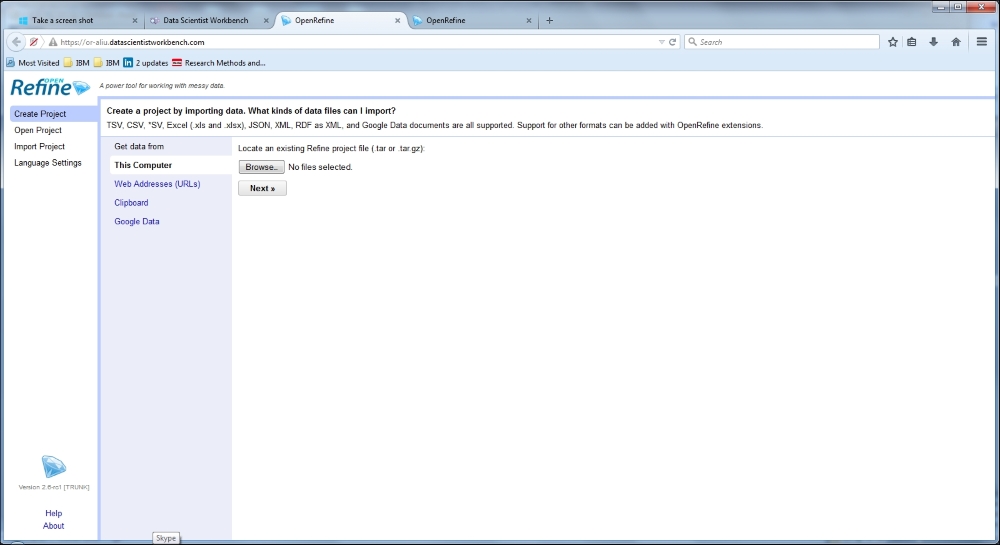 Take a screen shot
Data Scientist Workbench
OpenRefine
OpenRefine
https://or-aliu.datascientistworkbench.com
Search
Most Visited
IBM
IBM
2 updates
Research Methods and...
OPEN
Refine
A power tool for working with messy data.
Create Project
Open Project
Import Project
Language Settings
Create a project by importing data. What kinds of data files can I import?
TSV, CSV, *SV, Excel (.xls and .xlsx), JSON, XML, RDF as XML, and Google Data documents are all supported. Support for other formats can be added with OpenRefine extensions.
Get data from
This Computer
Web Addresses (URLs)
Clipboard
Google Data
Locate an existing Refine project file (.tar or .tar.gz):
Browse.. No files selected.
Next »
Version 2.6-rc1 [TRUNK]
Help
About
Skype